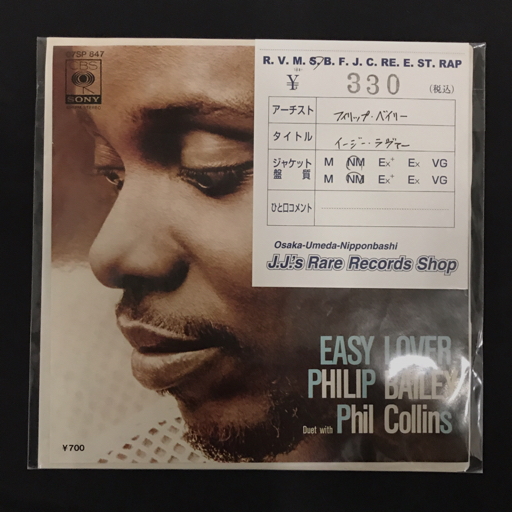 07SP 847
CBS
SONY
R. V. M. S/B. F. J. C. RE. E. ST. RAP
¥ 330 (税込)
アーチスト フィリップ・ベイリー
タイトル イージー・ラヴァー
ジャケット M NM Ex+ Ex VG
盤 質 M NM Ex+ Ex VG
ひと口コメント
Osaka-Umeda-Nipponbashi
J.J.'s Rare Records Shop
EASY LOVER
PHILIP BAILEY
Duet with Phil Collins
¥700